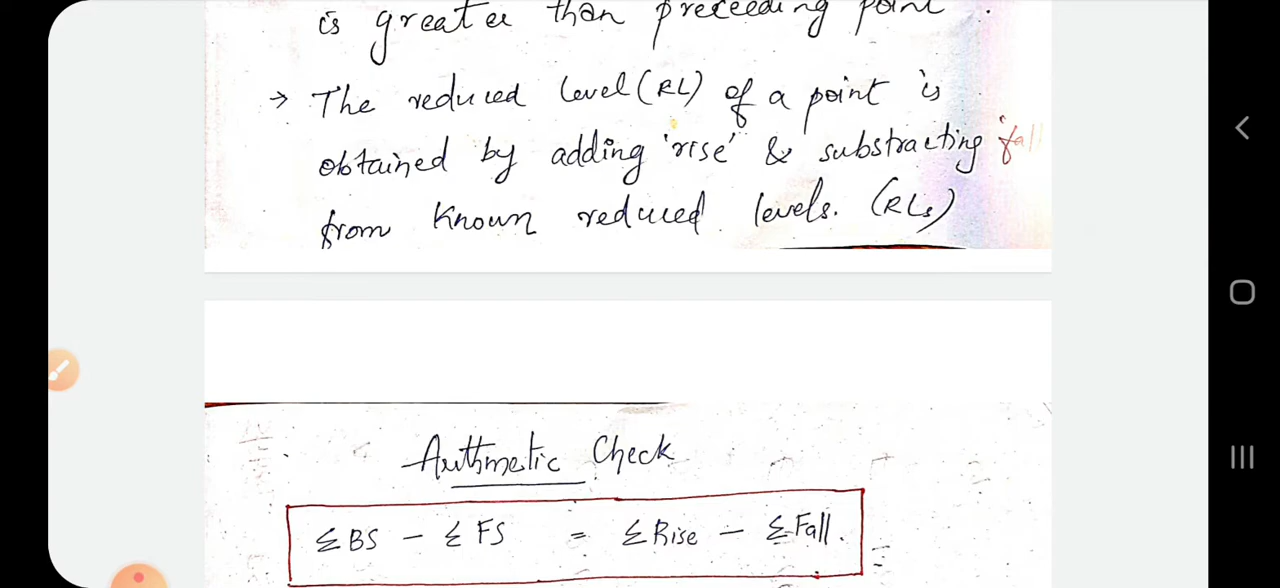 is greater than preceeding point.
→ The reduced level (RL) of a point is
obtained by adding 'rise' & substracting 'fall
from known reduced levels. (RLs)
Arithmetic Check
ΣBS - ΣFS = ΣRise - ΣFall.